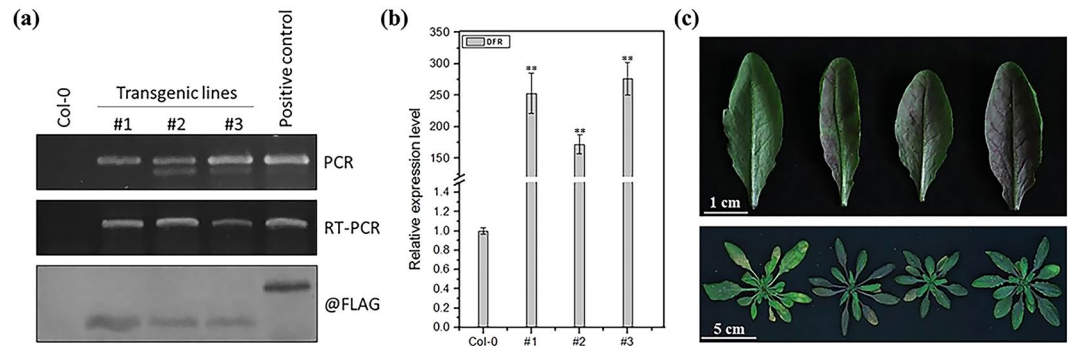 (a)
Col-0
Transgenic lines
#1 #2 #3
Positive control
PCR
RT-PCR
@FLAG
(b)
Relative expression level
350
300
250
200
150
1.4
1.2
1.0
0.8
0.6
0.4
0.2
0.0
DFR
**
**
**
Col-0 #1 #2 #3
(c)
1 cm
5 cm